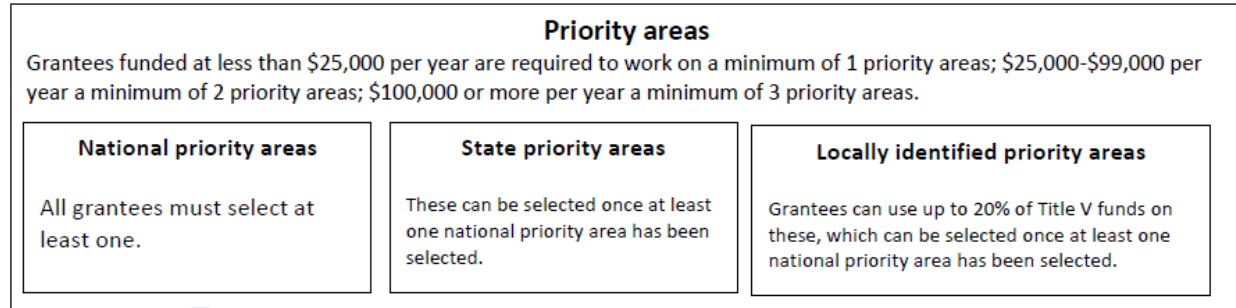 Priority areas
Grantees funded at less than $25,000 per year are required to work on a minimum of 1 priority areas; $25,000-$99,000 per
year a minimum of 2 priority areas; $100,000 or more per year a minimum of 3 priority areas.
National priority areas
All grantees must select at
least one.
State priority areas
These can be selected once at least
one national priority area has been
selected.
Locally identified priority areas
Grantees can use up to 20% of Title V funds on
these, which can be selected once at least one
national priority area has been selected.